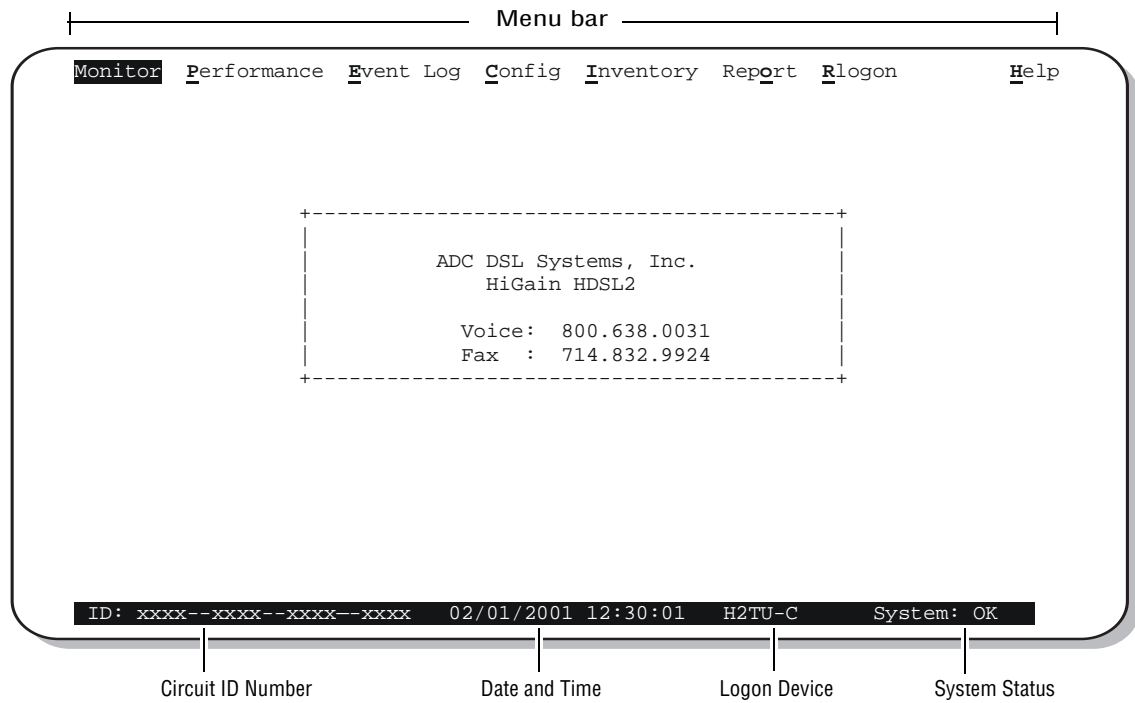 Menu bar
Monitor Performance Event Log Config Inventory Report Rlogon Help
ADC DSL Systems, Inc.
HiGain HDSL2
Voice: 800.638.0031
Fax : 714.832.9924
ID: xxxx--xxxx--xxxx--xxxx 02/01/2001 12:30:01 H2TU-C System: OK
Circuit ID Number Date and Time Logon Device System Status